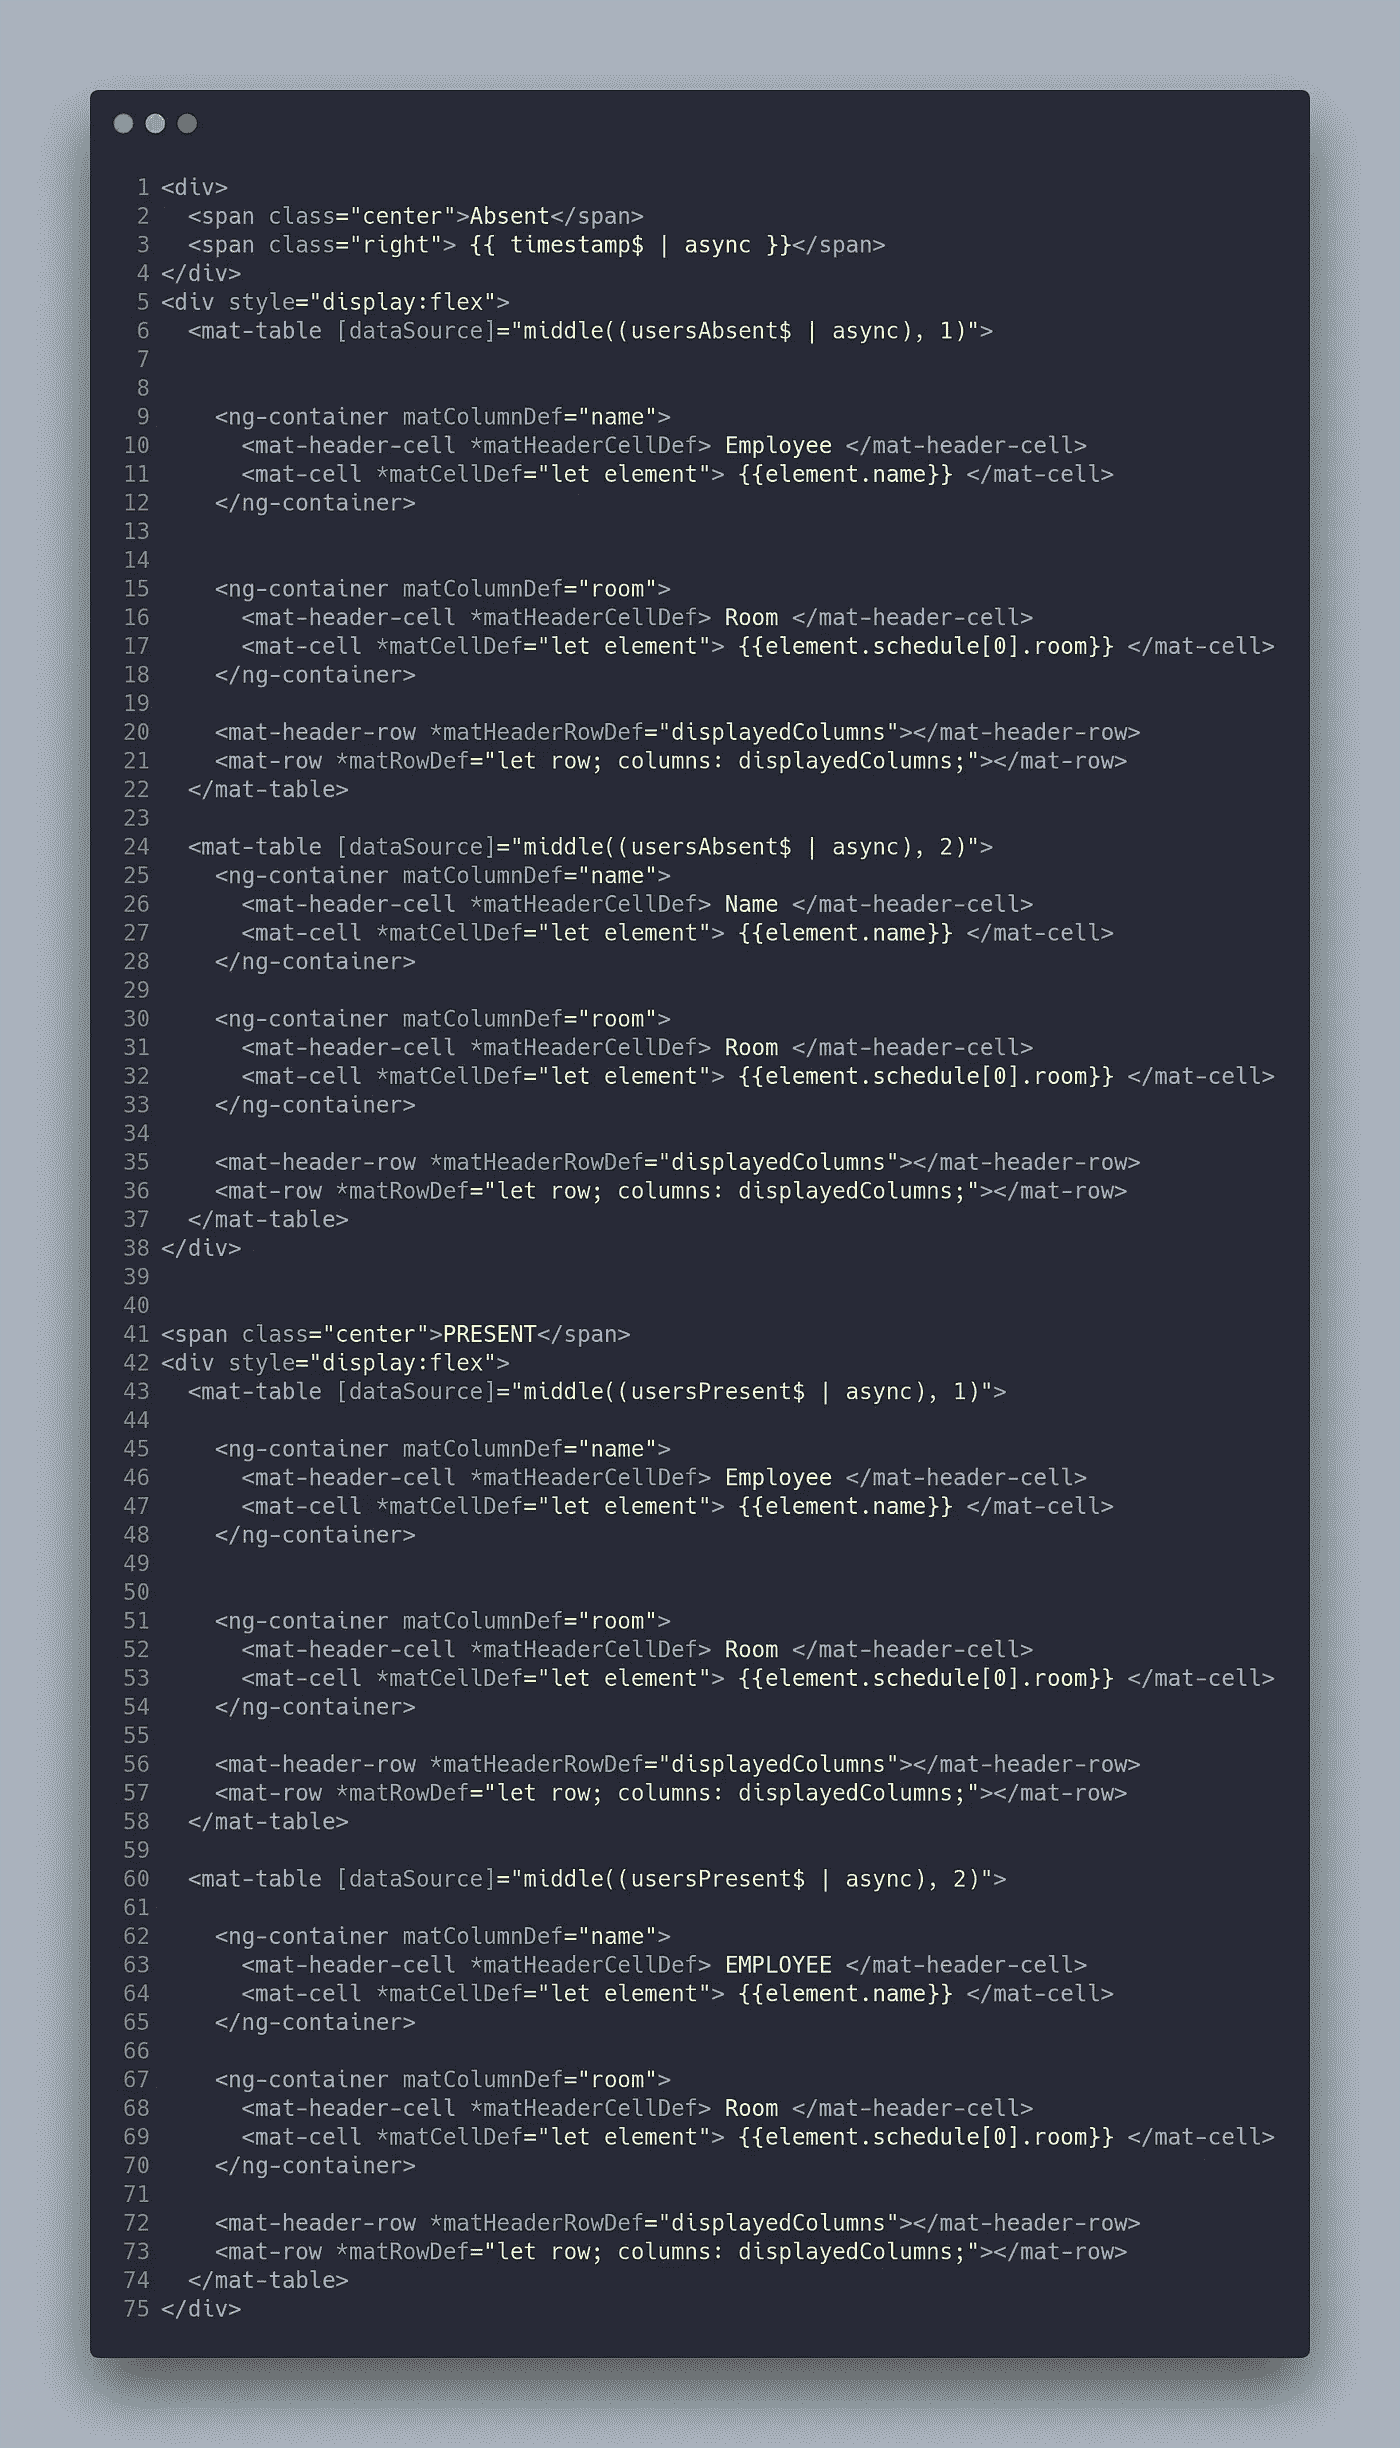 1 <div>
2   <span class="center">Absent</span>
3   <span class="right"> {{ timestamp$ | async }}</span>
4 </div>
5 <div style="display:flex">
6   <mat-table [dataSource]="middle((usersAbsent$ | async), 1)">
7
8
9     <ng-container matColumnDef="name">
10       <mat-header-cell *matHeaderCellDef> Employee </mat-header-cell>
11       <mat-cell *matCellDef="let element"> {{element.name}} </mat-cell>
12     </ng-container>
13
14
15     <ng-container matColumnDef="room">
16       <mat-header-cell *matHeaderCellDef> Room </mat-header-cell>
17       <mat-cell *matCellDef="let element"> {{element.schedule[0].room}} </mat-cell>
18     </ng-container>
19
20     <mat-header-row *matHeaderRowDef="displayedColumns"></mat-header-row>
21     <mat-row *matRowDef="let row; columns: displayedColumns;"></mat-row>
22   </mat-table>
23
24   <mat-table [dataSource]="middle((usersAbsent$ | async), 2)">
25     <ng-container matColumnDef="name">
26       <mat-header-cell *matHeaderCellDef> Name </mat-header-cell>
27       <mat-cell *matCellDef="let element"> {{element.name}} </mat-cell>
28     </ng-container>
29
30     <ng-container matColumnDef="room">
31       <mat-header-cell *matHeaderCellDef> Room </mat-header-cell>
32       <mat-cell *matCellDef="let element"> {{element.schedule[0].room}} </mat-cell>
33     </ng-container>
34
35     <mat-header-row *matHeaderRowDef="displayedColumns"></mat-header-row>
36     <mat-row *matRowDef="let row; columns: displayedColumns;"></mat-row>
37   </mat-table>
38 </div>
39
40
41 <span class="center">PRESENT</span>
42 <div style="display:flex">
43   <mat-table [dataSource]="middle((usersPresent$ | async), 1)">
44
45     <ng-container matColumnDef="name">
46       <mat-header-cell *matHeaderCellDef> Employee </mat-header-cell>
47       <mat-cell *matCellDef="let element"> {{element.name}} </mat-cell>
48     </ng-container>
49
50
51     <ng-container matColumnDef="room">
52       <mat-header-cell *matHeaderCellDef> Room </mat-header-cell>
53       <mat-cell *matCellDef="let element"> {{element.schedule[0].room}} </mat-cell>
54     </ng-container>
55
56     <mat-header-row *matHeaderRowDef="displayedColumns"></mat-header-row>
57     <mat-row *matRowDef="let row; columns: displayedColumns;"></mat-row>
58   </mat-table>
59
60   <mat-table [dataSource]="middle((usersPresent$ | async), 2)">
61
62     <ng-container matColumnDef="name">
63       <mat-header-cell *matHeaderCellDef> EMPLOYEE </mat-header-cell>
64       <mat-cell *matCellDef="let element"> {{element.name}} </mat-cell>
65     </ng-container>
66
67     <ng-container matColumnDef="room">
68       <mat-header-cell *matHeaderCellDef> Room </mat-header-cell>
69       <mat-cell *matCellDef="let element"> {{element.schedule[0].room}} </mat-cell>
70     </ng-container>
71
72     <mat-header-row *matHeaderRowDef="displayedColumns"></mat-header-row>
73     <mat-row *matRowDef="let row; columns: displayedColumns;"></mat-row>
74   </mat-table>
75 </div>